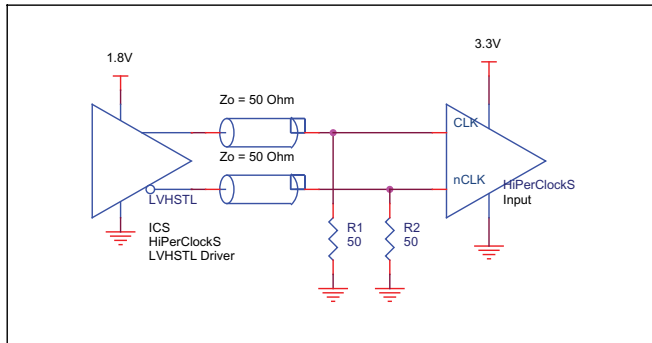 1.8V
3.3V
Zo = 50 Ohm
CLK
Zo = 50 Ohm
nCLK
HiPerClockS
Input
LVHSTL
ICS
HiPerClockS
LVHSTL Driver
R1
50
R2
50